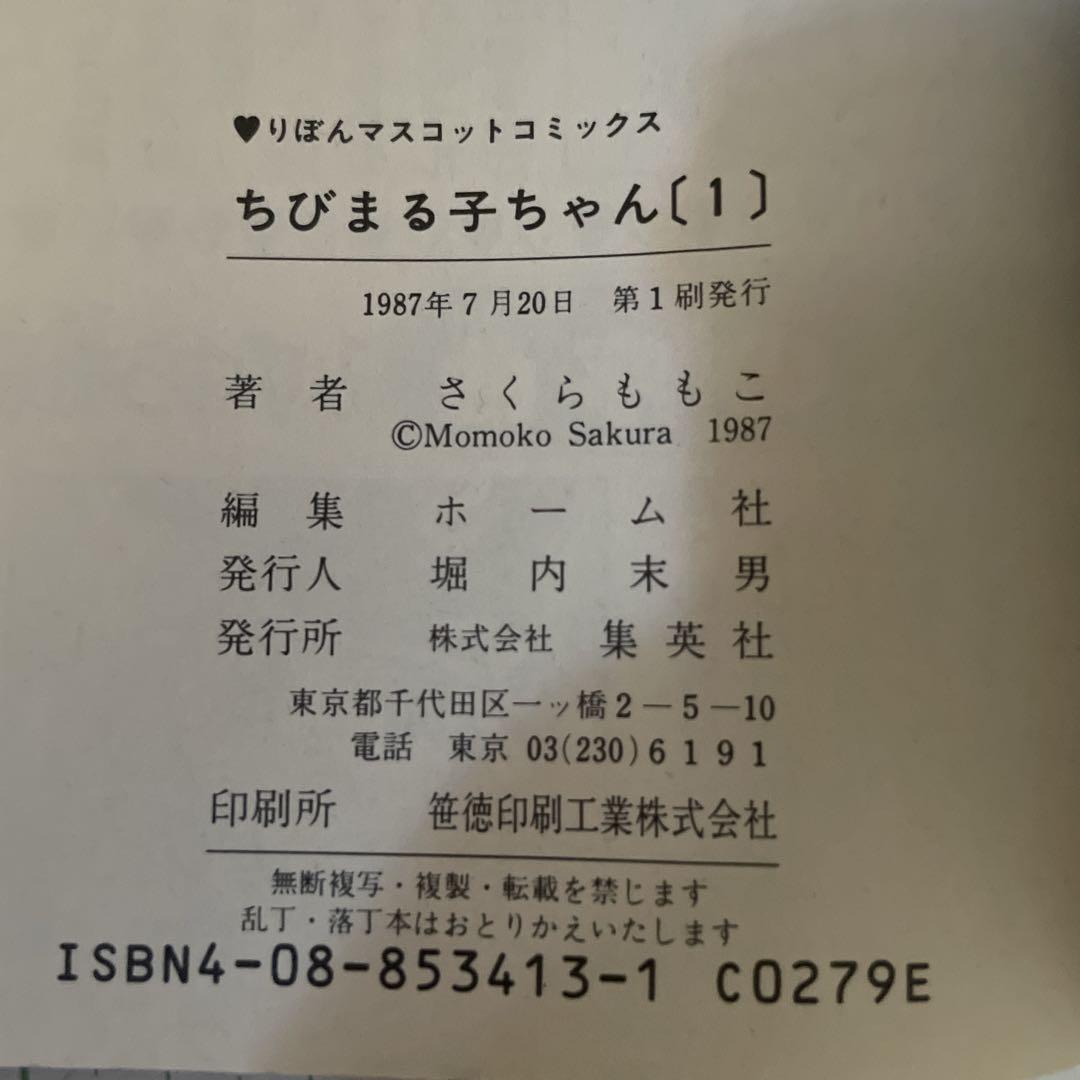 ♥りぼんマスコットコミックス
ちびまる子ちゃん〔1〕
1987年7月20日 第1刷発行
著者 さくらももこ
©Momoko Sakura 1987
編集 ホーム社
発行人 堀内末男
発行所 株式会社 集英社
東京都千代田区一ッ橋2—5—10
電話 東京 03(230)6191
印刷所 笹徳印刷工業株式会社
無断複写・複製・転載を禁じます
乱丁・落丁本はおとりかえいたします
ISBN4-08-853413-1 C0279E